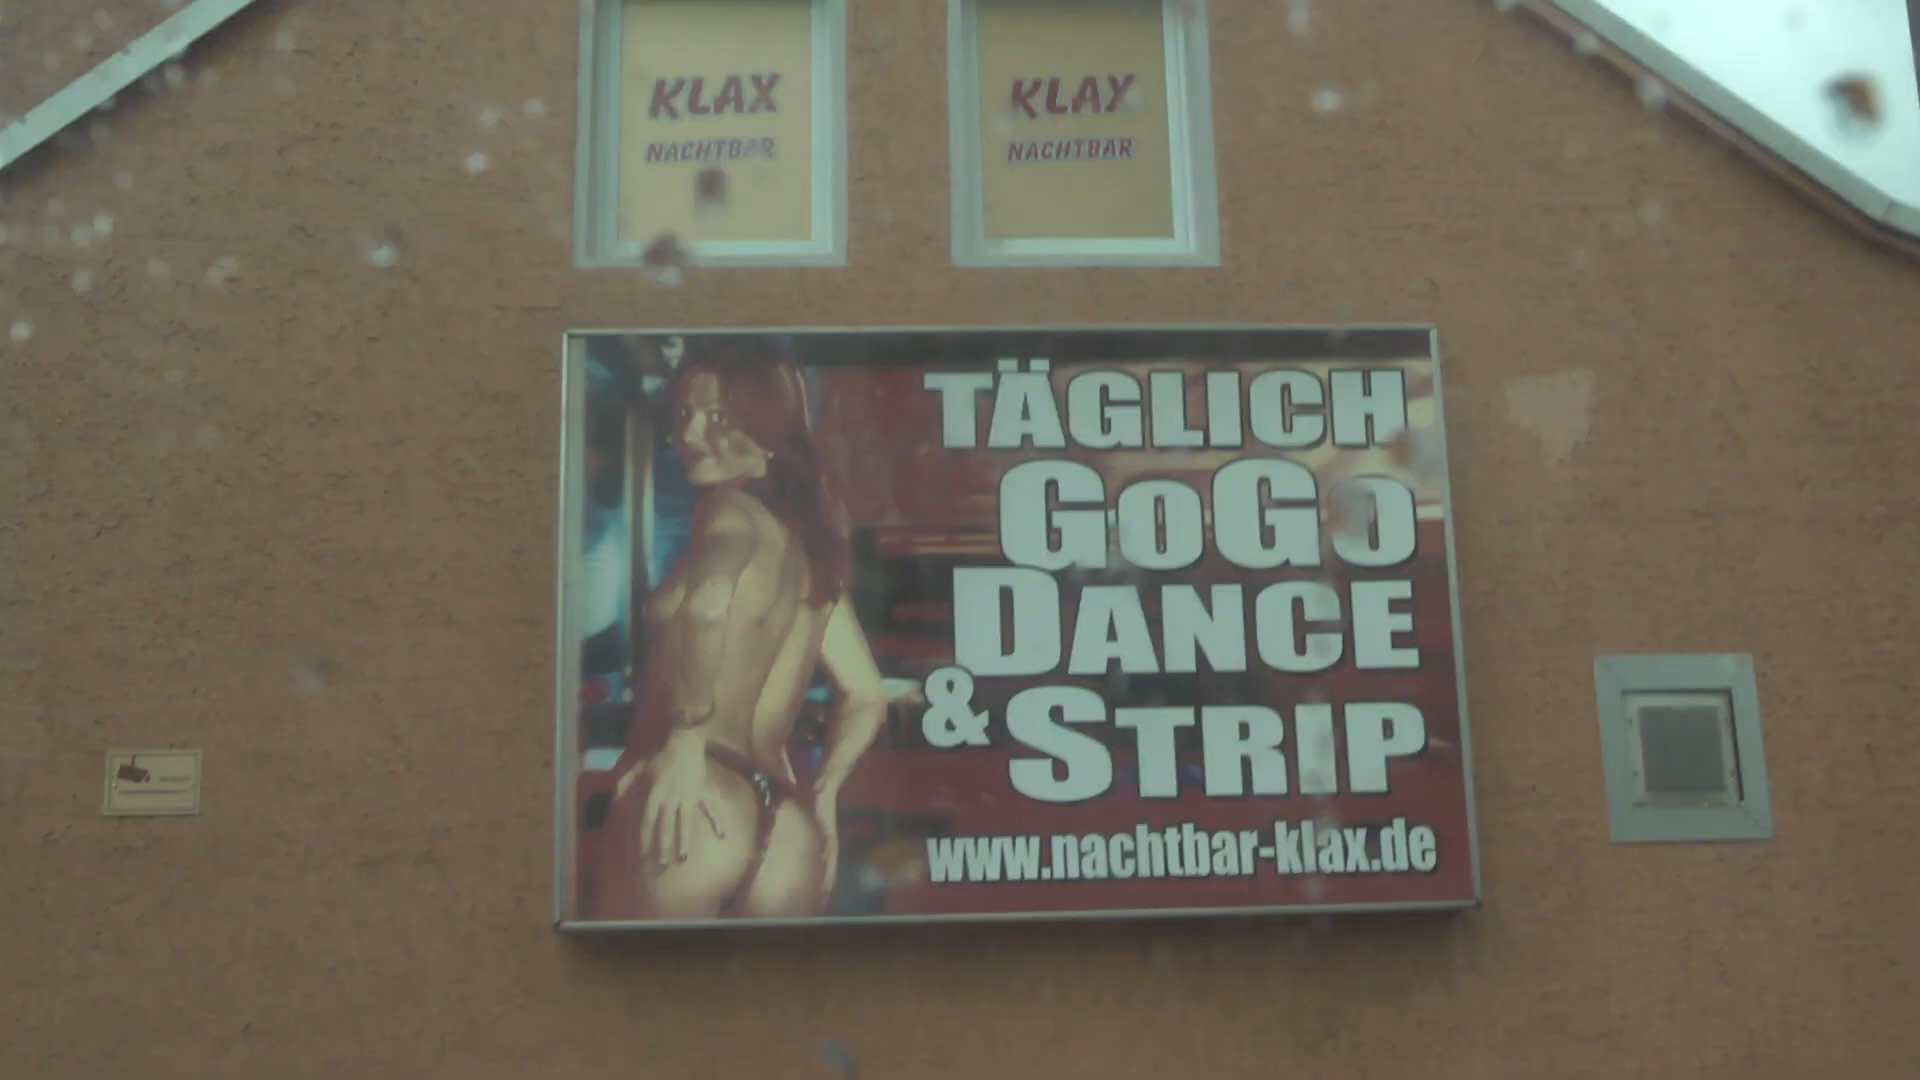 KLAX
NACHTBAR
KLAX
NACHTBAR
TÄGLICH
GOGO
DANCE
& STRIP
www.nachtbar-klax.de